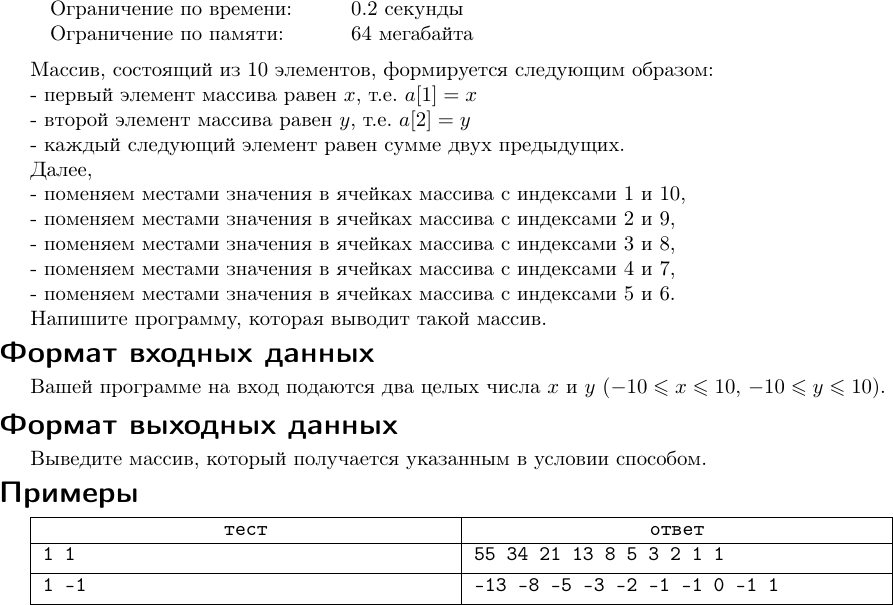 Ограничение по времени: 0.2 секунды
Ограничение по памяти: 64 мегабайта
Массив, состоящий из 10 элементов, формируется следующим образом:
- первый элемент массива равен x, т.е. a[1] = x
- второй элемент массива равен y, т.е. a[2] = y
- каждый следующий элемент равен сумме двух предыдущих.
Далее,
- поменяем местами значения в ячейках массива с индексами 1 и 10,
- поменяем местами значения в ячейках массива с индексами 2 и 9,
- поменяем местами значения в ячейках массива с индексами 3 и 8,
- поменяем местами значения в ячейках массива с индексами 4 и 7,
- поменяем местами значения в ячейках массива с индексами 5 и 6.
Напишите программу, которая выводит такой массив.
Формат входных данных
Вашей программе на вход подаются два целых числа x и y (−10 ⩽ x ⩽ 10, −10 ⩽ y ⩽ 10).
Формат выходных данных
Выведите массив, который получается указанным в условии способом.
Примеры
тест ответ
1 1 55 34 21 13 8 5 3 2 1 1
1 -1 -13 -8 -5 -3 -2 -1 -1 0 -1 1